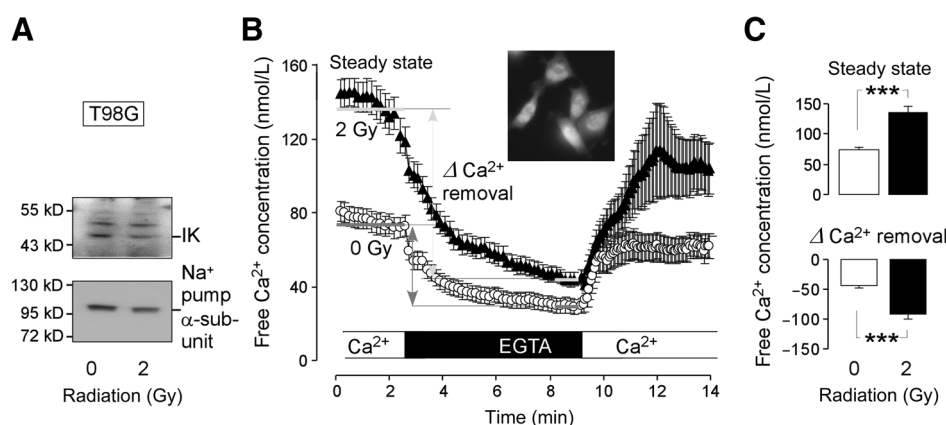 A
T98G
55 kD
43 kD
IK
130 kD
95 kD
72 kD
Na⁺
pump
α-sub-
unit
0 2
Radiation (Gy)
B
Free Ca²⁺ concentration (nmol/L)
160
120
80
40
0
Steady state
2 Gy
0 Gy
Δ Ca²⁺
removal
Ca²⁺ EGTA Ca²⁺
0 2 4 6 8 10 12 14
Time (min)
C
Free Ca²⁺ concentration (nmol/L)
Steady state
***
150
100
50
0
Δ Ca²⁺ removal
0
−50
−100
−150
***
0 2
Radiation (Gy)